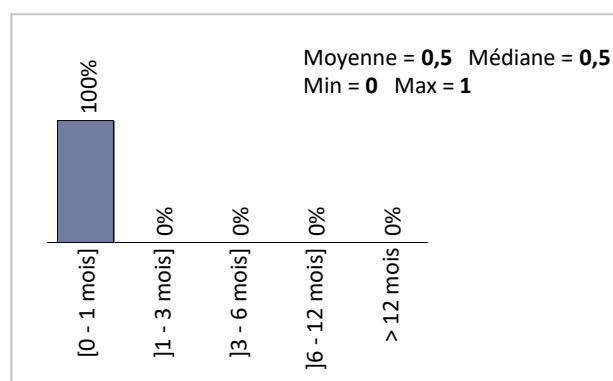 Moyenne = 0,5 Médiane = 0,5
Min = 0 Max = 1
100%
0%
0%
0%
0%
[0 - 1 mois]
]1 - 3 mois]
]3 - 6 mois]
]6 - 12 mois]
> 12 mois